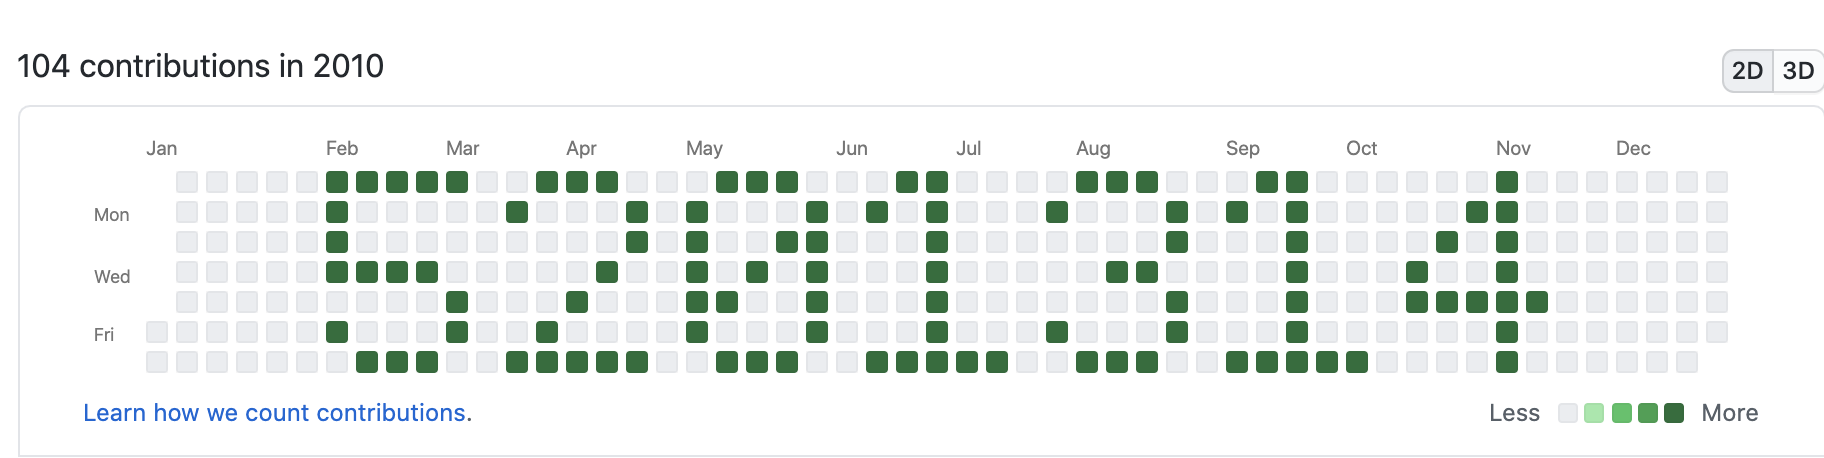 104 contributions in 2010
2D 3D
Jan Feb Mar Apr May Jun Jul Aug Sep Oct Nov Dec
Mon
Wed
Fri
5201314
Learn how we count contributions.
Less More